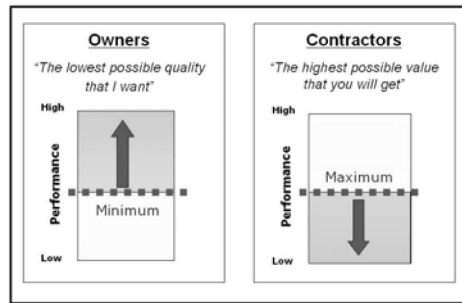 Owners
"The lowest possible quality
that I want"
High
Performance
Minimum
Low
Contractors
"The highest possible value
that you will get"
High
Performance
Maximum
Low